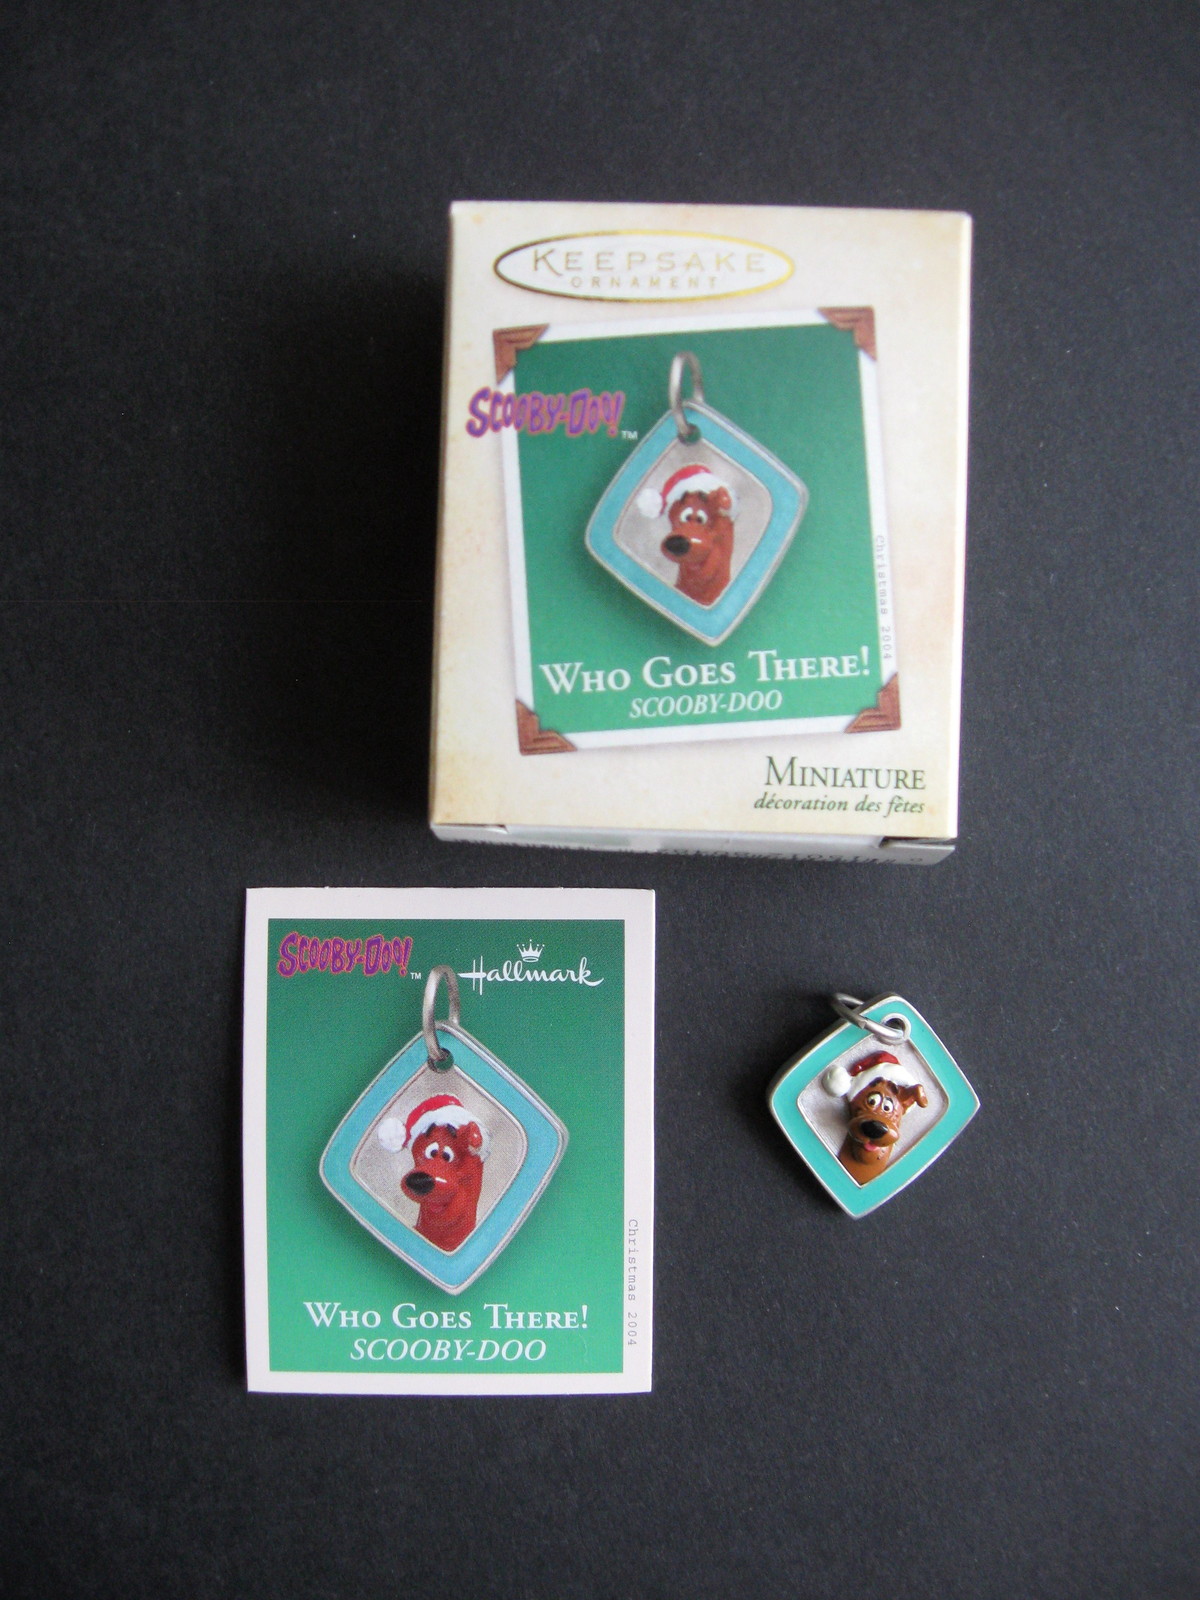 KEEPSAKE
ORNAMENT
SCOOBY-DOO!™
Christmas 2004
WHO GOES THERE!
SCOOBY-DOO
MINIATURE
décoration des fêtes
SCOOBY-DOO!™
Hallmark
Christmas 2004
WHO GOES THERE!
SCOOBY-DOO